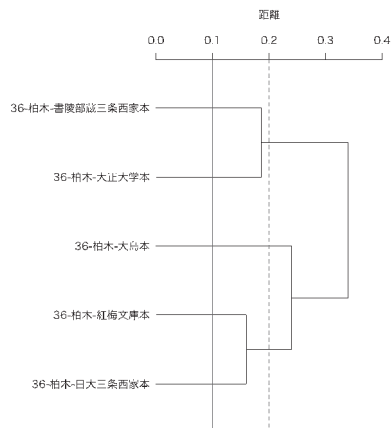 距離
0.0 0.1 0.2 0.3 0.4
36-柏木-書陵部蔵三条西家本
36-柏木-大正大学本
36-柏木-大島本
36-柏木-紅梅文庫本
36-柏木-日大三条西家本